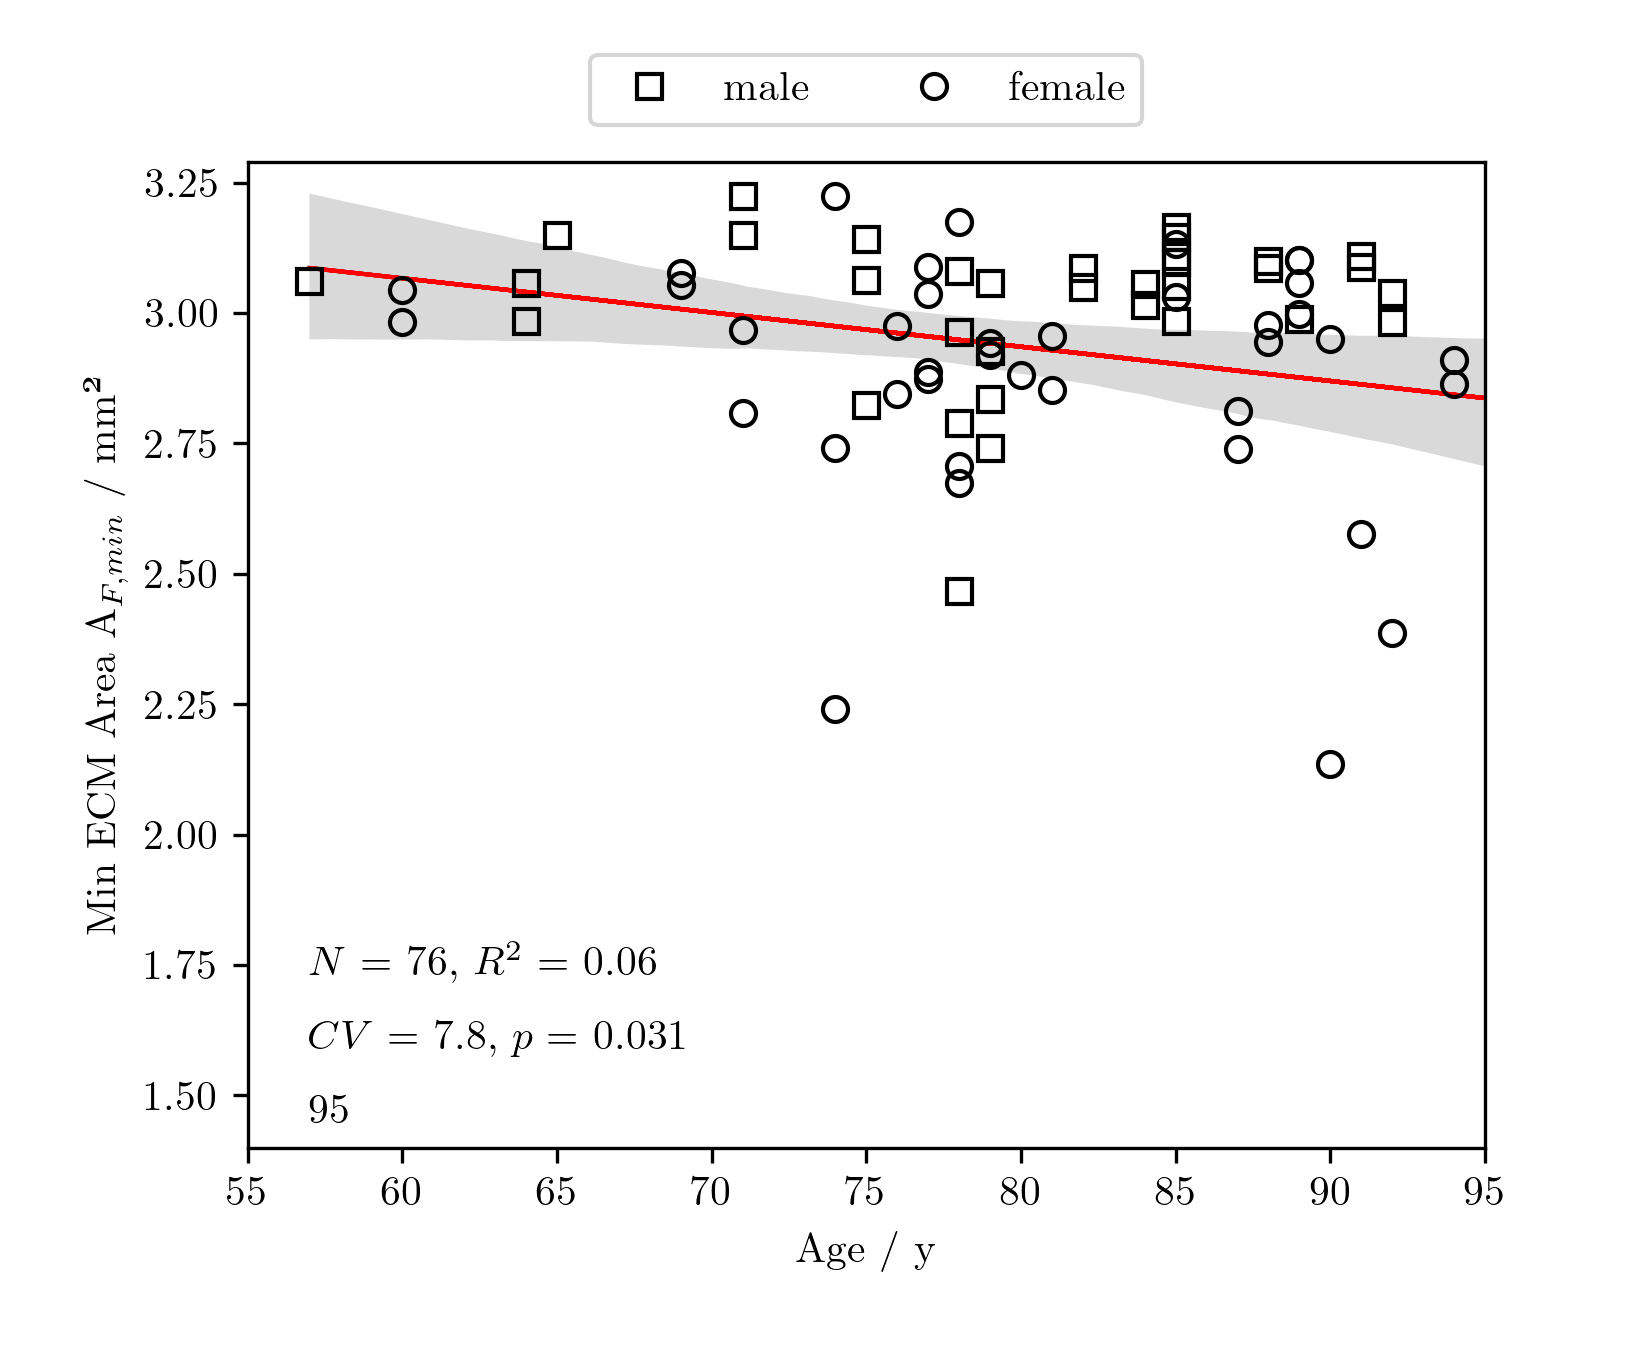 male female
3.25
3.00
2.75
2.50
2.25
2.00
1.75
1.50
Min ECM Area A_{F,min} / mm²
N = 76, R² = 0.06
CV = 7.8, p = 0.031
95
55 60 65 70 75 80 85 90 95
Age / y